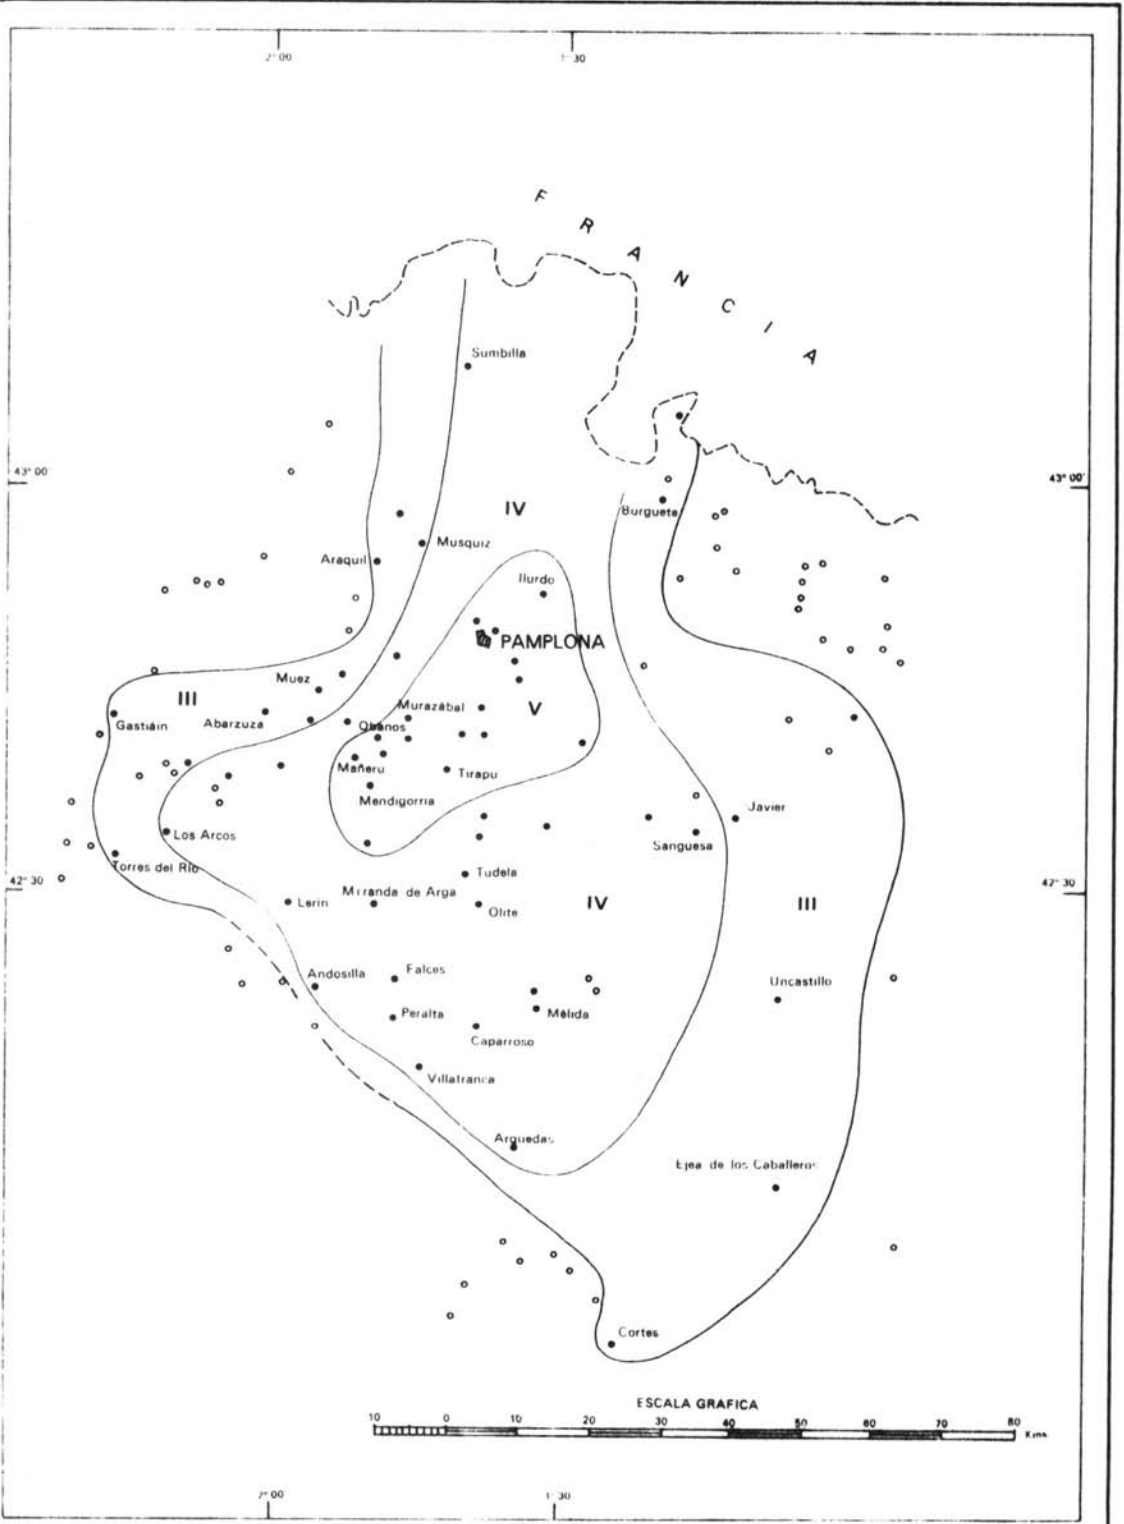 2° 00
1° 30
F R A N C I A
Sumbilla
43° 00'
43° 00'
IV
Burguete
Musquiz
Araquil
Ilurdo
PAMPLONA
Muez
III
Murazábal
V
Gastiáin
Abarzuza
Obanos
Mañeru
Tirapu
Mendigorria
Javier
Los Arcos
Sanguesa
Torres del Río
Tudela
42° 30
42° 30
Miranda de Arga
Lerin
Olite
IV
III
Andosilla
Falces
Uncastillo
Peralta
Mélida
Caparroso
Villafranca
Arguedas
Ejea de los Caballeros
Cortes
ESCALA GRAFICA
10 0 10 20 30 40 50 60 70 80
Kms
2° 00
1° 30